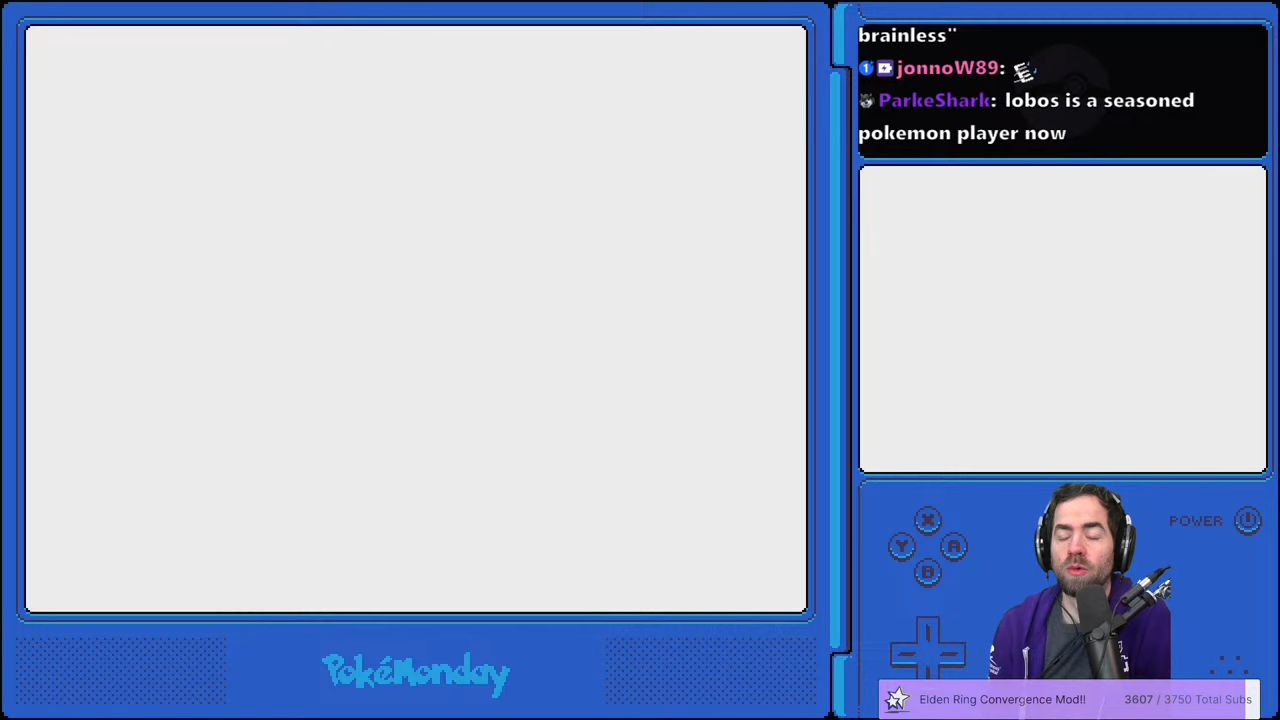 brainless"
jonnoW89:
ParkeShark: lobos is a seasoned
pokemon player now
X
Y
A
B
POWER
PokéMonday
Elden Ring Convergence Mod!! 3607 / 3750 Total Subs